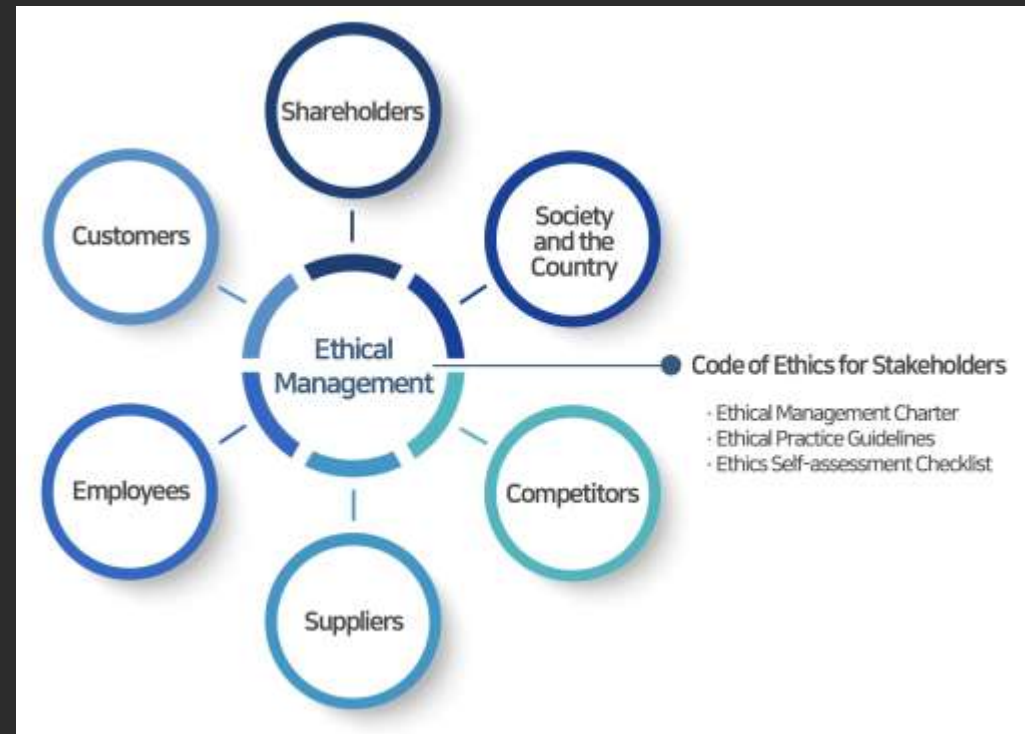 Shareholders
Customers
Society
and the
Country
Ethical
Management
Code of Ethics for Stakeholders
· Ethical Management Charter
· Ethical Practice Guidelines
· Ethics Self-assessment Checklist
Employees
Competitors
Suppliers